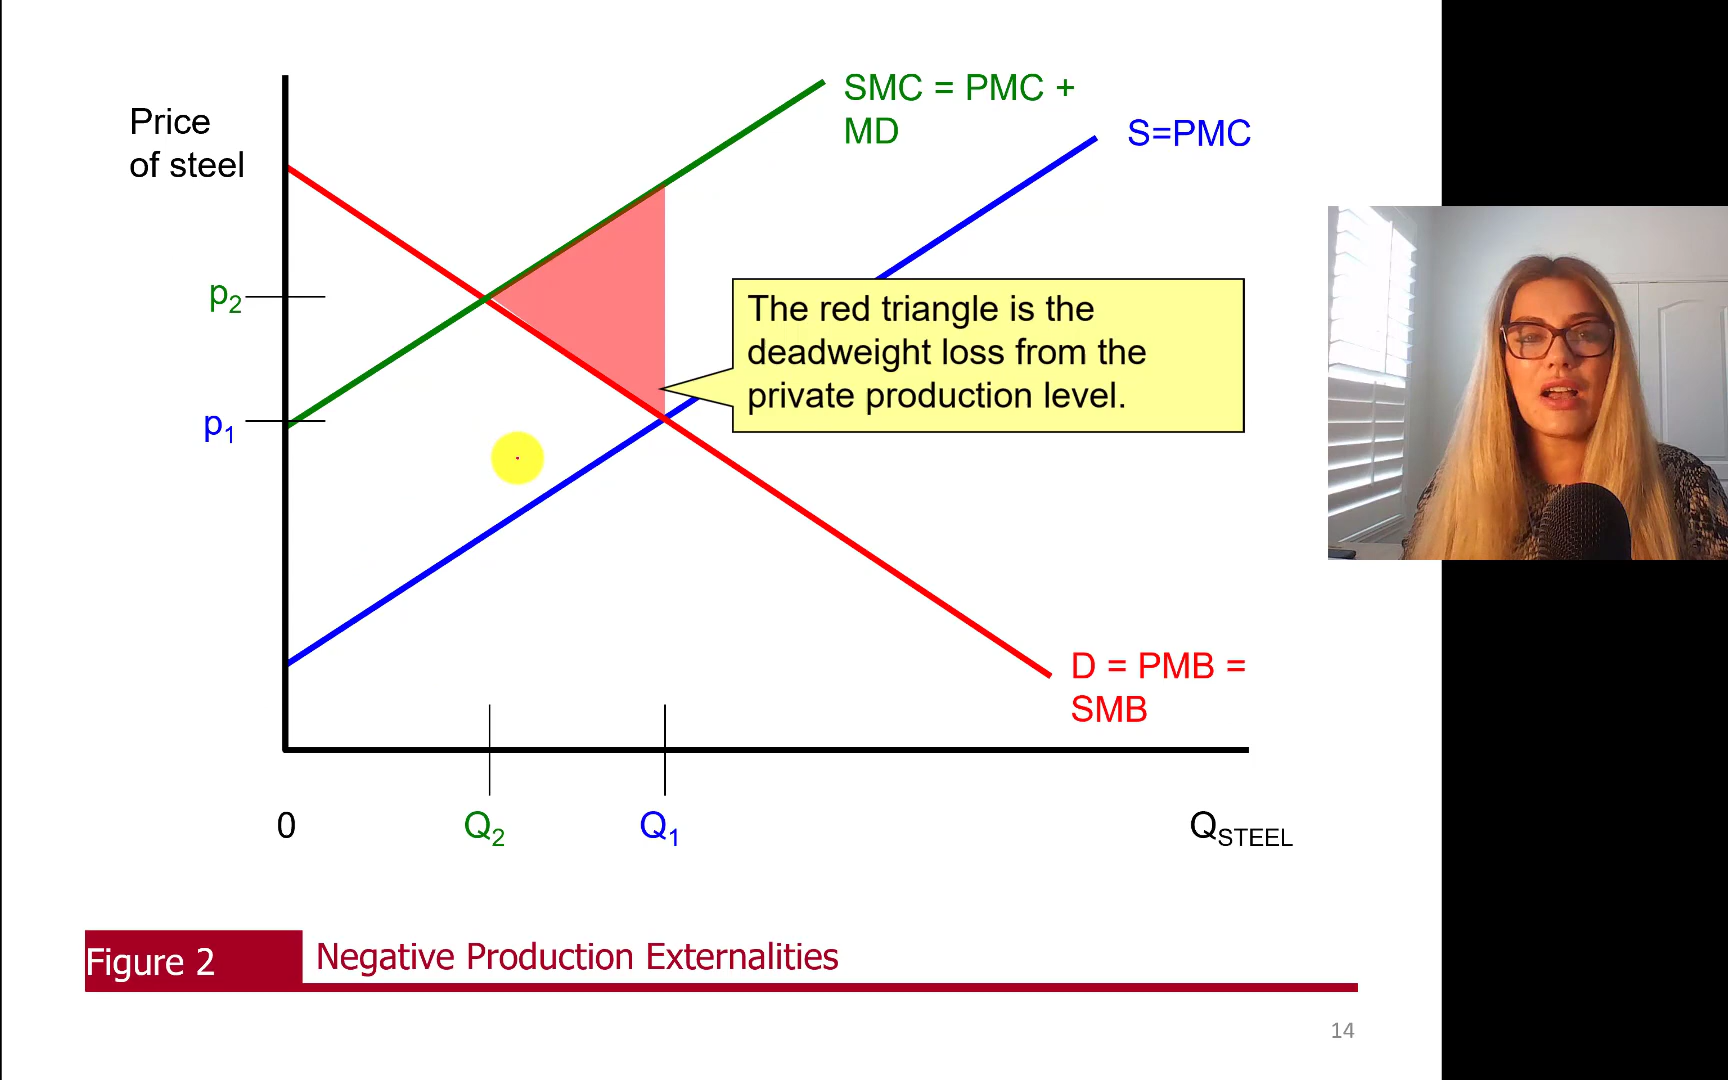 Price
of steel
SMC = PMC +
MD
S=PMC
p2
The red triangle is the
deadweight loss from the
private production level.
p1
D = PMB =
SMB
0
Q2
Q1
QSTEEL
Figure 2
Negative Production Externalities
14